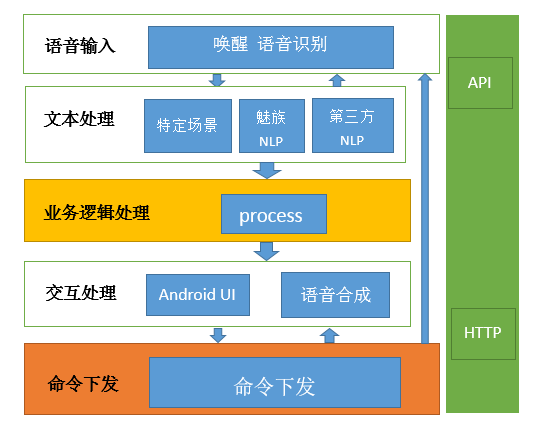 语音输入
唤醒 语音识别
API
文本处理
特定场景
魅族
NLP
第三方
NLP
业务逻辑处理
process
交互处理
Android UI
语音合成
HTTP
命令下发
命令下发